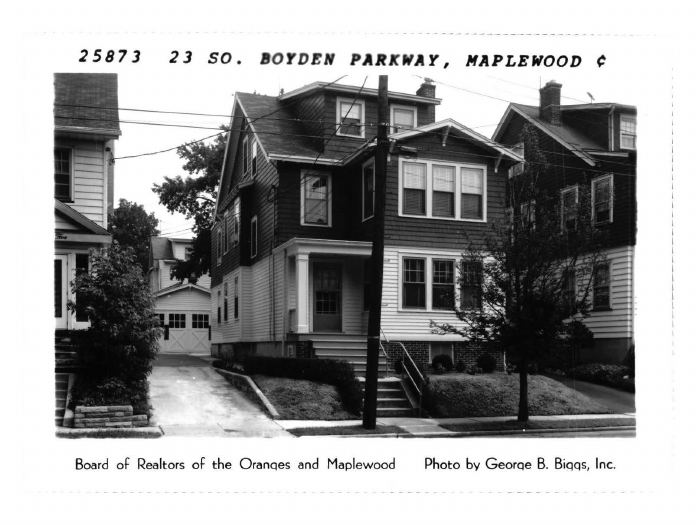 25873 23 SO. BOYDEN PARKWAY, MAPLEWOOD ¢
Board of Realtors of the Oranges and Maplewood Photo by George B. Biggs, Inc.